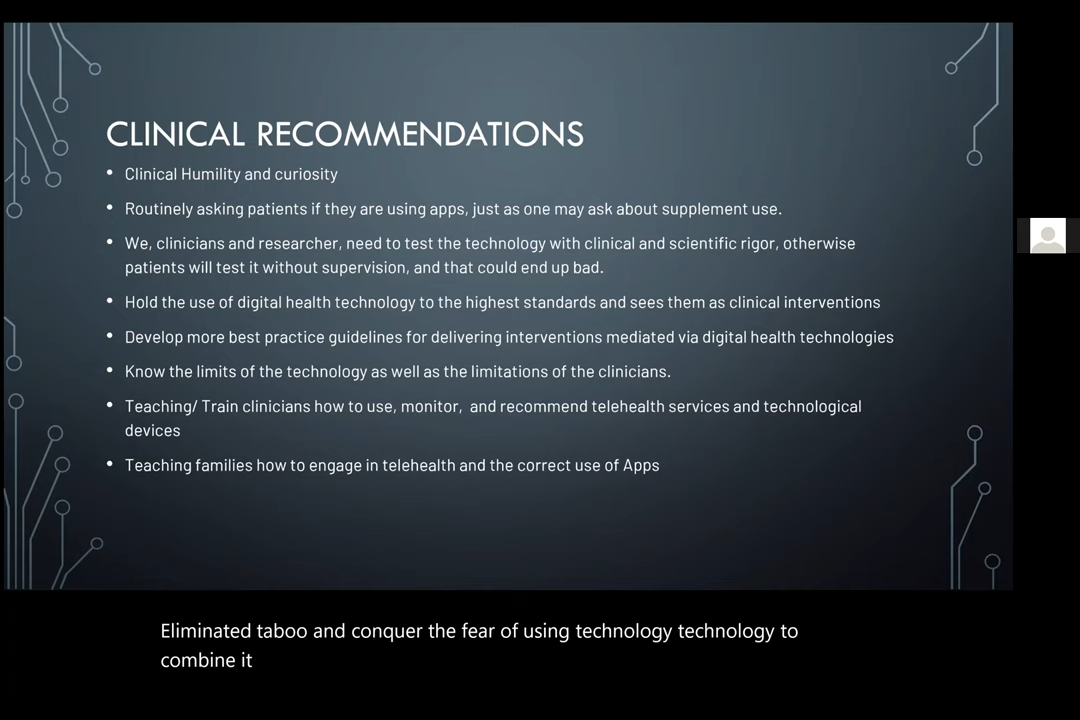 CLINICAL RECOMMENDATIONS
• Clinical Humility and curiosity
• Routinely asking patients if they are using apps, just as one may ask about supplement use.
• We, clinicians and researcher, need to test the technology with clinical and scientific rigor, otherwise
patients will test it without supervision, and that could end up bad.
• Hold the use of digital health technology to the highest standards and sees them as clinical interventions
• Develop more best practice guidelines for delivering interventions mediated via digital health technologies
• Know the limits of the technology as well as the limitations of the clinicians.
• Teaching/ Train clinicians how to use, monitor,  and recommend telehealth services and technological
devices
• Teaching families how to engage in telehealth and the correct use of Apps
Eliminated taboo and conquer the fear of using technology technology to
combine it